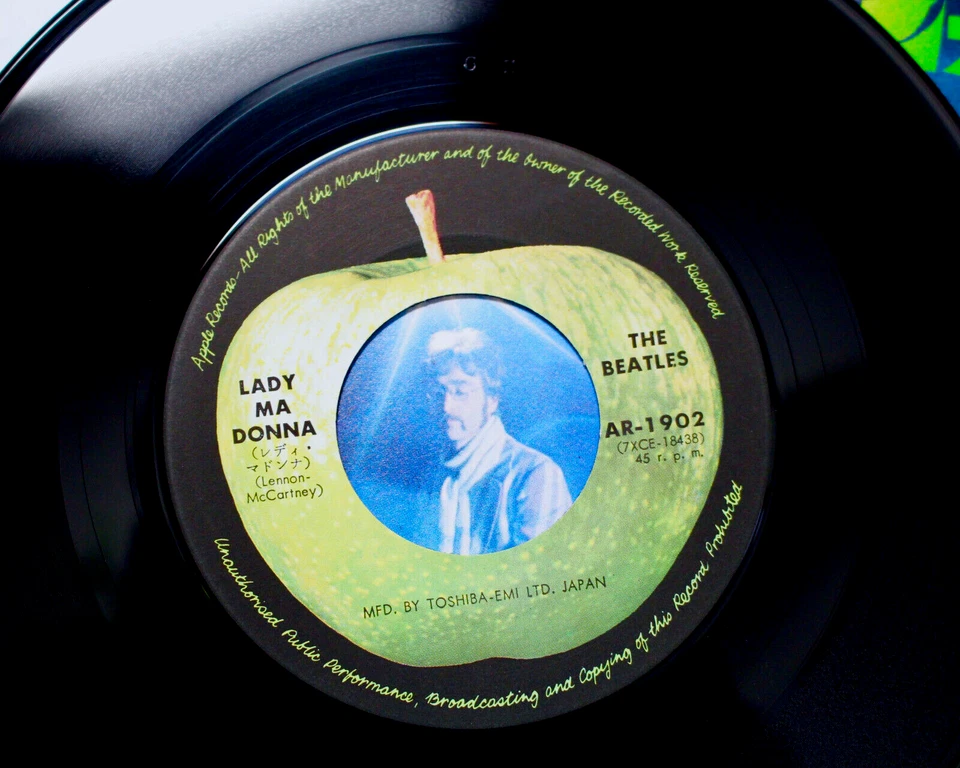 Apple Records-All Rights of the Manufacturer and of the Owner of the Recorded Work Reserved
LADY
MA
DONNA
(レディ・
マドンナ)
(Lennon-
McCartney)
THE
BEATLES
AR-1902
(7XCE-18438)
45 r. p. m.
MFD. BY TOSHIBA-EMI LTD. JAPAN
Unauthorised Public Performance, Broadcasting and Copying of this Record Prohibited